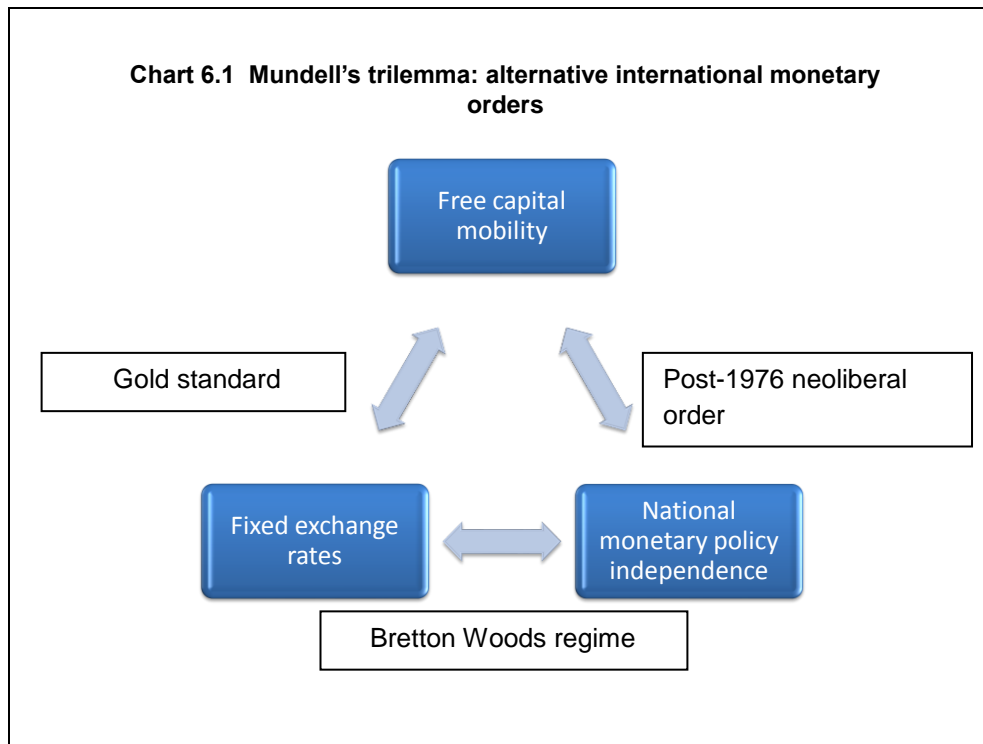 Chart 6.1 Mundell’s trilemma: alternative international monetary
orders
Free capital
mobility
Gold standard
Post-1976 neoliberal
order
Fixed exchange
rates
National
monetary policy
independence
Bretton Woods regime